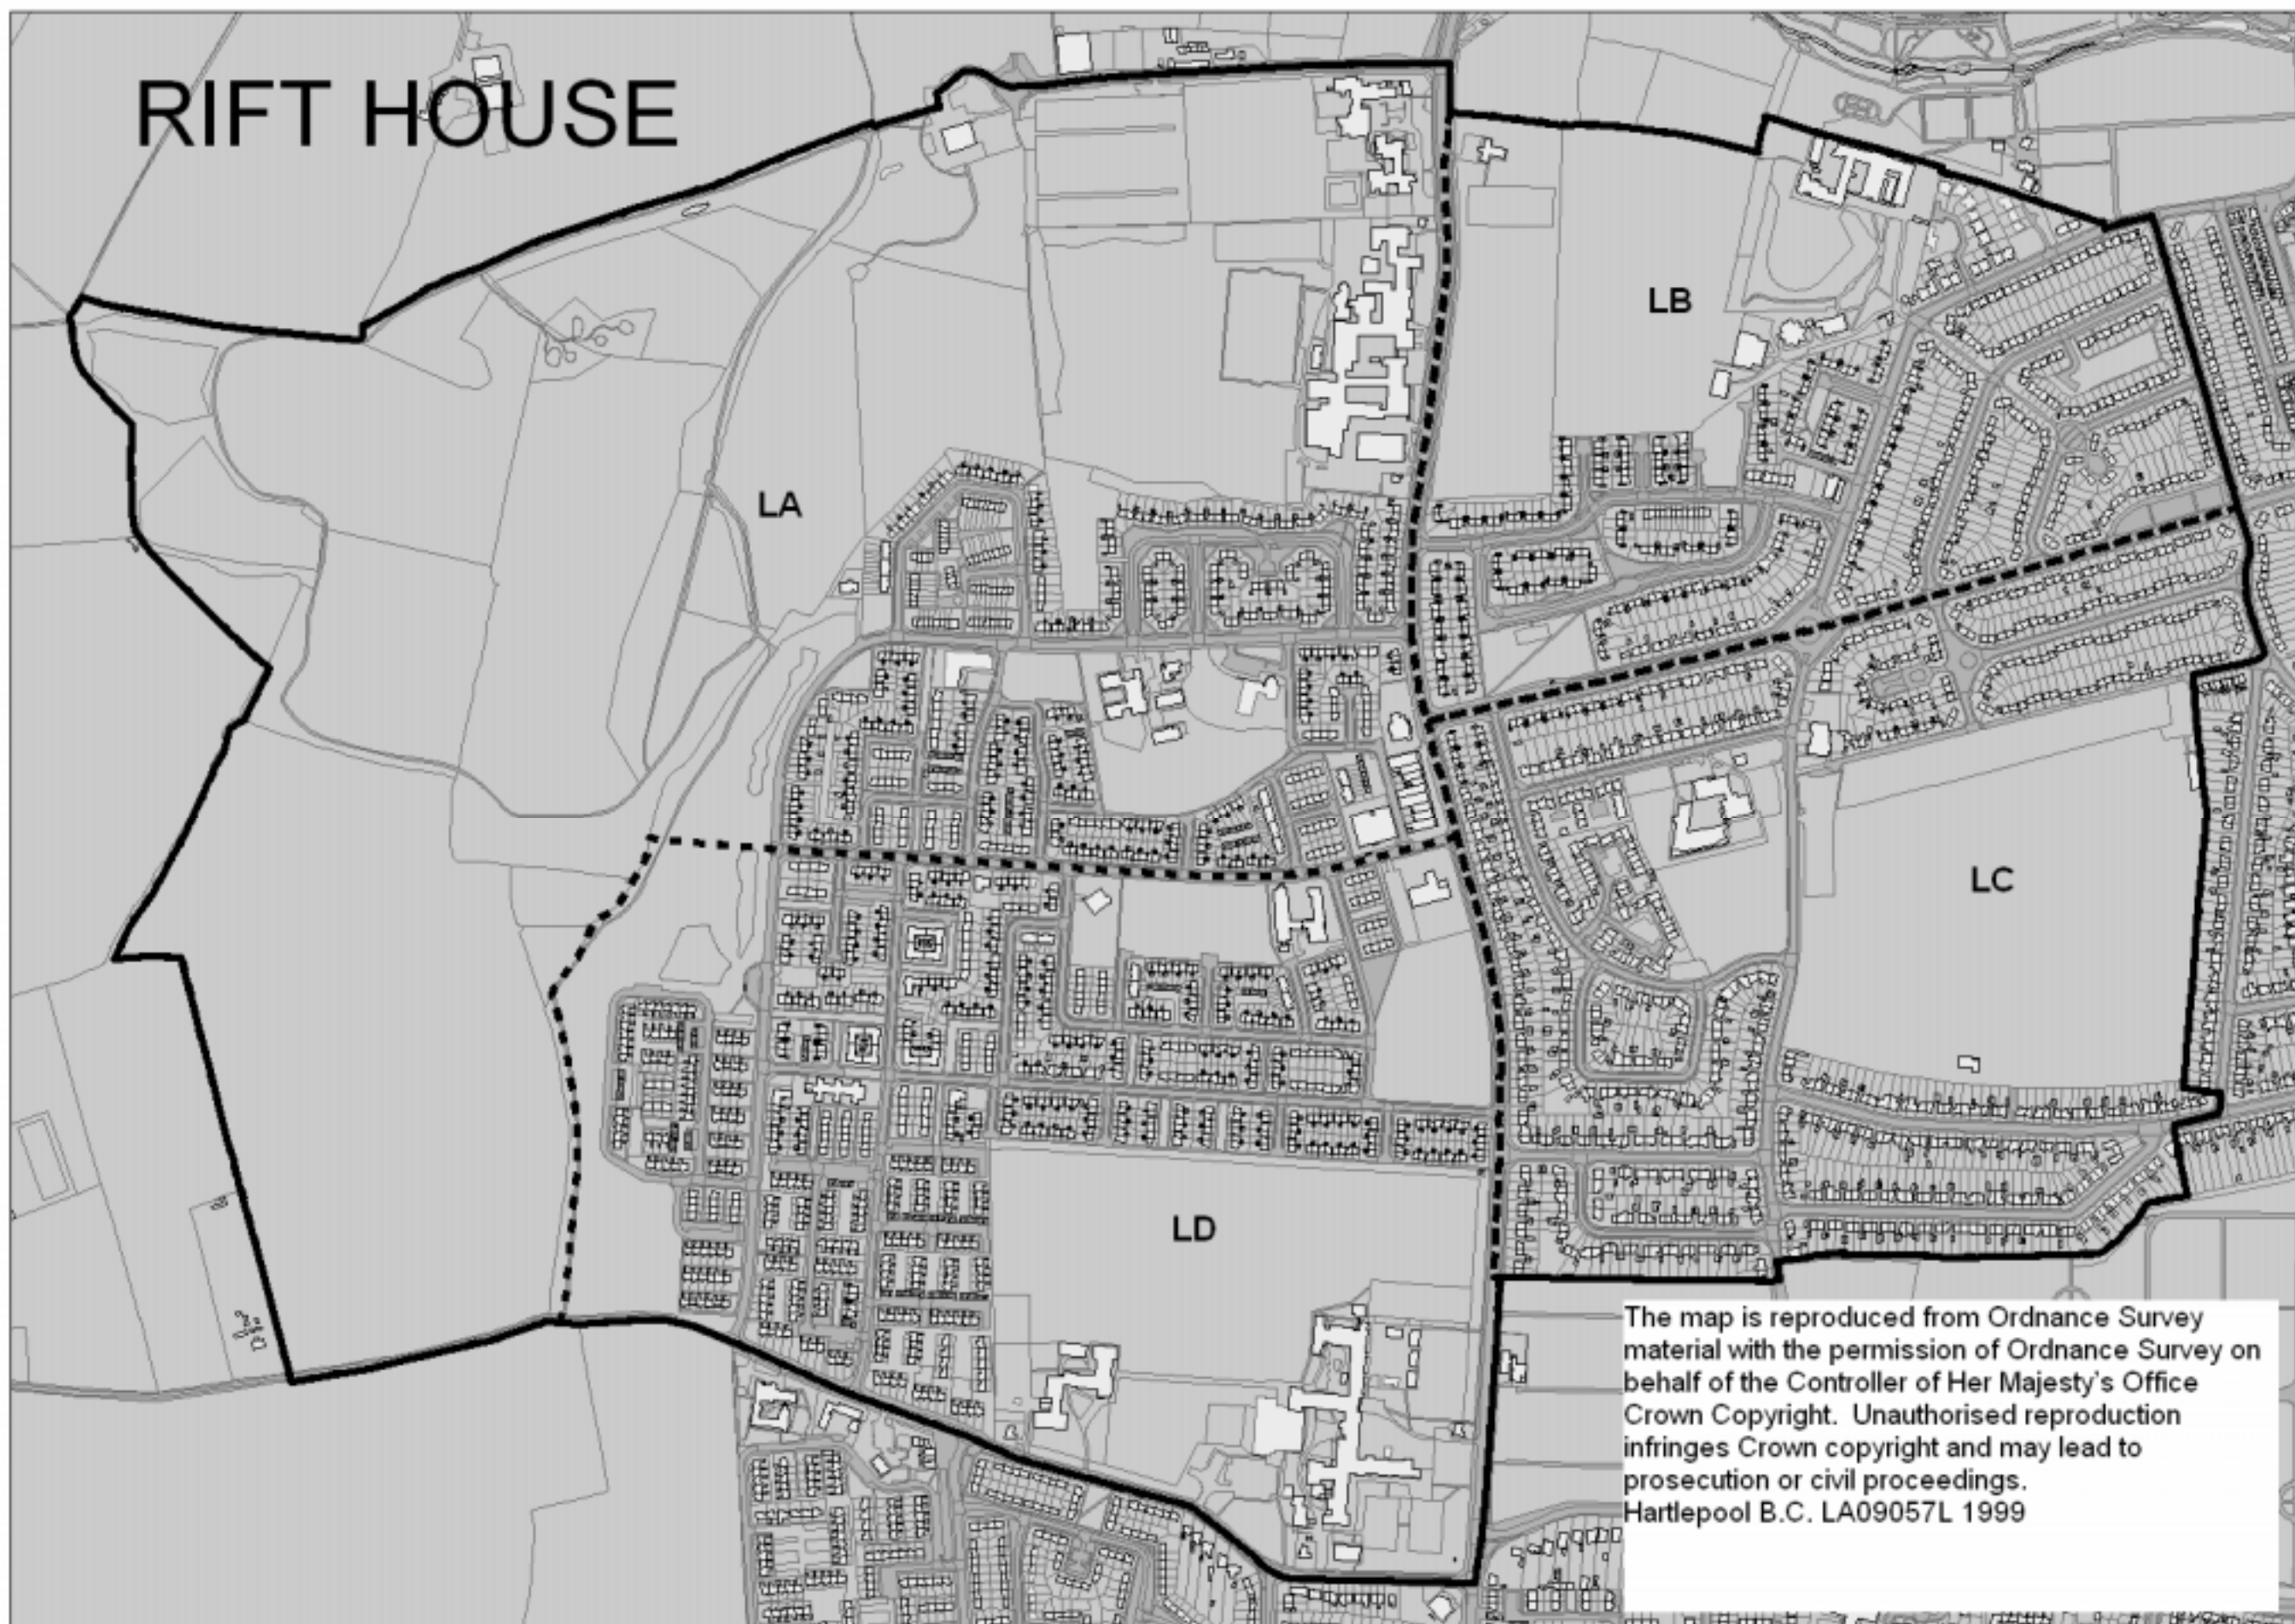 RIFT HOUSE
LB
LA
LC
LD
The map is reproduced from Ordnance Survey
material with the permission of Ordnance Survey on
behalf of the Controller of Her Majesty's Office
Crown Copyright. Unauthorised reproduction
infringes Crown copyright and may lead to
prosecution or civil proceedings.
Hartlepool B.C. LA09057L 1999